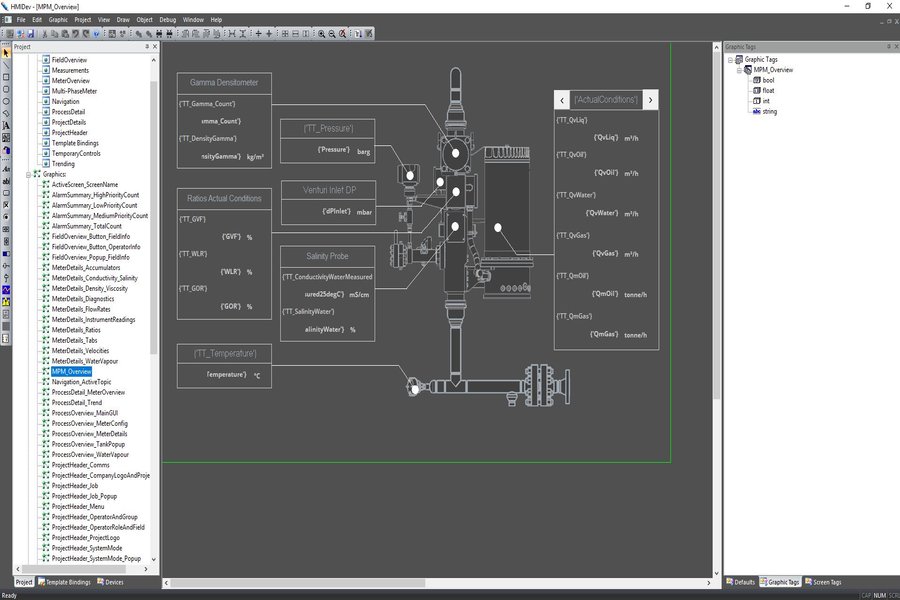 HMIDev - [MPM_Overview]
File Edit Graphic Project View Draw Object Debug Window Help
Project
FieldOverview
Measurements
MeterOverview
Multi-PhaseMeter
Navigation
ProcessDetail
ProjectDetails
ProjectHeader
Template Bindings
TemporaryControls
Trending
Graphics:
ActiveScreen_ScreenName
AlarmSummary_HighPriorityCount
AlarmSummary_LowPriorityCount
AlarmSummary_MediumPriorityCount
AlarmSummary_TotalCount
FieldOverview_Button_FieldInfo
FieldOverview_Button_OperatorInfo
FieldOverview_FieldInfo
MeterDetails_Accumulators
MeterDetails_Conductivity_Salinity
MeterDetails_Density_Viscosity
MeterDetails_Diagnostics
MeterDetails_FlowRates
MeterDetails_InstrumentReadings
MeterDetails_Ratios
MeterDetails_Tabs
MeterDetails_Velocities
MeterDetails_WaterVapour
MPM_Overview
Navigation_ActiveTopic
ProcessDetail_MeterOverview
ProcessDetail_Trend
ProcessOverview_MainGUI
ProcessOverview_MeterConfig
ProcessOverview_MeterDetails
ProcessOverview_TankPopup
ProcessOverview_WaterVapour
ProjectHeader_Comms
ProjectHeader_CompanyLogoAndProje
ProjectHeader_Job
ProjectHeader_Job_Popup
ProjectHeader_Menu
ProjectHeader_OperatorAndGroup
ProjectHeader_OperatorRoleAndField
ProjectHeader_ProjectLogo
ProjectHeader_SystemMode
ProjectHeader_SystemMode_Popup
Project Template Bindings Devices
Gamma Densitometer
{'TT_Gamma_Count'}
ımma_Count'}
{'TT_DensityGamma'}
nsityGamma'} kg/m³
Ratios Actual Conditions
{'TT_GVF'}
{'GVF'} %
{'TT_WLR'}
{'WLR'} %
{'TT_GOR'}
{'GOR'} %
{'TT_Temperature'}
Temperature'} °C
{'TT_Pressure'}
{'Pressure'} barg
Venturi Inlet DP
{'dPInlet'} mbar
Salinity Probe
{'TT_ConductivityWaterMeasured
sured25degC'} mS/cm
{'TT_SalinityWater'}
alinityWater'} %
{'ActualConditions'}
{'TT_QvLiq'}
{'QvLiq'} m³/h
{'TT_QvOil'}
{'QvOil'} m³/h
{'TT_QvWater'}
{'QvWater'} m³/h
{'TT_QvGas'}
{'QvGas'} m³/h
{'TT_QmOil'}
{'QmOil'} tonne/h
{'TT_QmGas'}
{'QmGas'} tonne/h
Graphic Tags
Graphic Tags
MPM_Overview
bool
float
int
string
Defaults Graphic Tags Screen Tags
Ready
CAP NUM SCRL